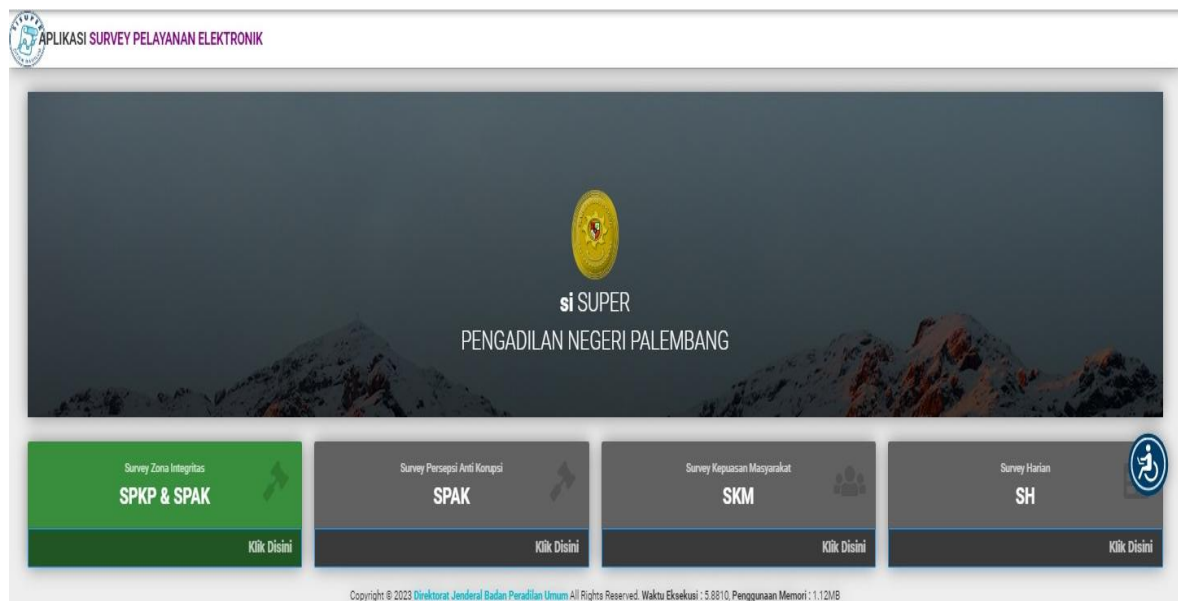 SISUPER
APLIKASI SURVEY PELAYANAN ELEKTRONIK
si SUPER
PENGADILAN NEGERI PALEMBANG
Survey Zona Integritas
SPKP & SPAK
Klik Disini
Survey Persepsi Anti Korupsi
SPAK
Klik Disini
Survey Kepuasan Masyarakat
SKM
Klik Disini
Survey Harian
SH
Klik Disini
Copyright © 2023 Direktorat Jenderal Badan Peradilan Umum All Rights Reserved. Waktu Eksekusi : 5.8810, Penggunaan Memori : 1.12MB